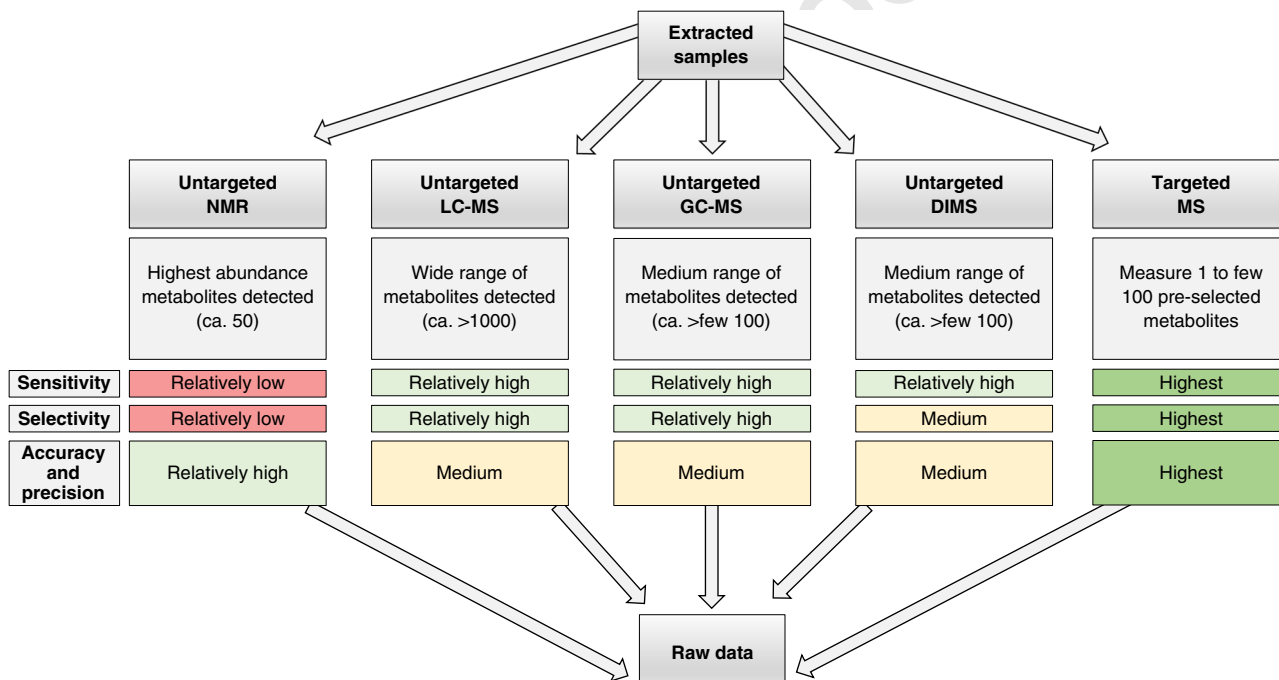 Extracted
samples
Untargeted
NMR
Untargeted
LC-MS
Untargeted
GC-MS
Untargeted
DIMS
Targeted
MS
Highest abundance
metabolites detected
(ca. 50)
Wide range of
metabolites detected
(ca. >1000)
Medium range of
metabolites detected
(ca. >few 100)
Medium range of
metabolites detected
(ca. >few 100)
Measure 1 to few
100 pre-selected
metabolites
Sensitivity
Relatively low
Relatively high
Relatively high
Relatively high
Highest
Selectivity
Relatively low
Relatively high
Relatively high
Medium
Highest
Accuracy
and
precision
Relatively high
Medium
Medium
Medium
Highest
Raw data